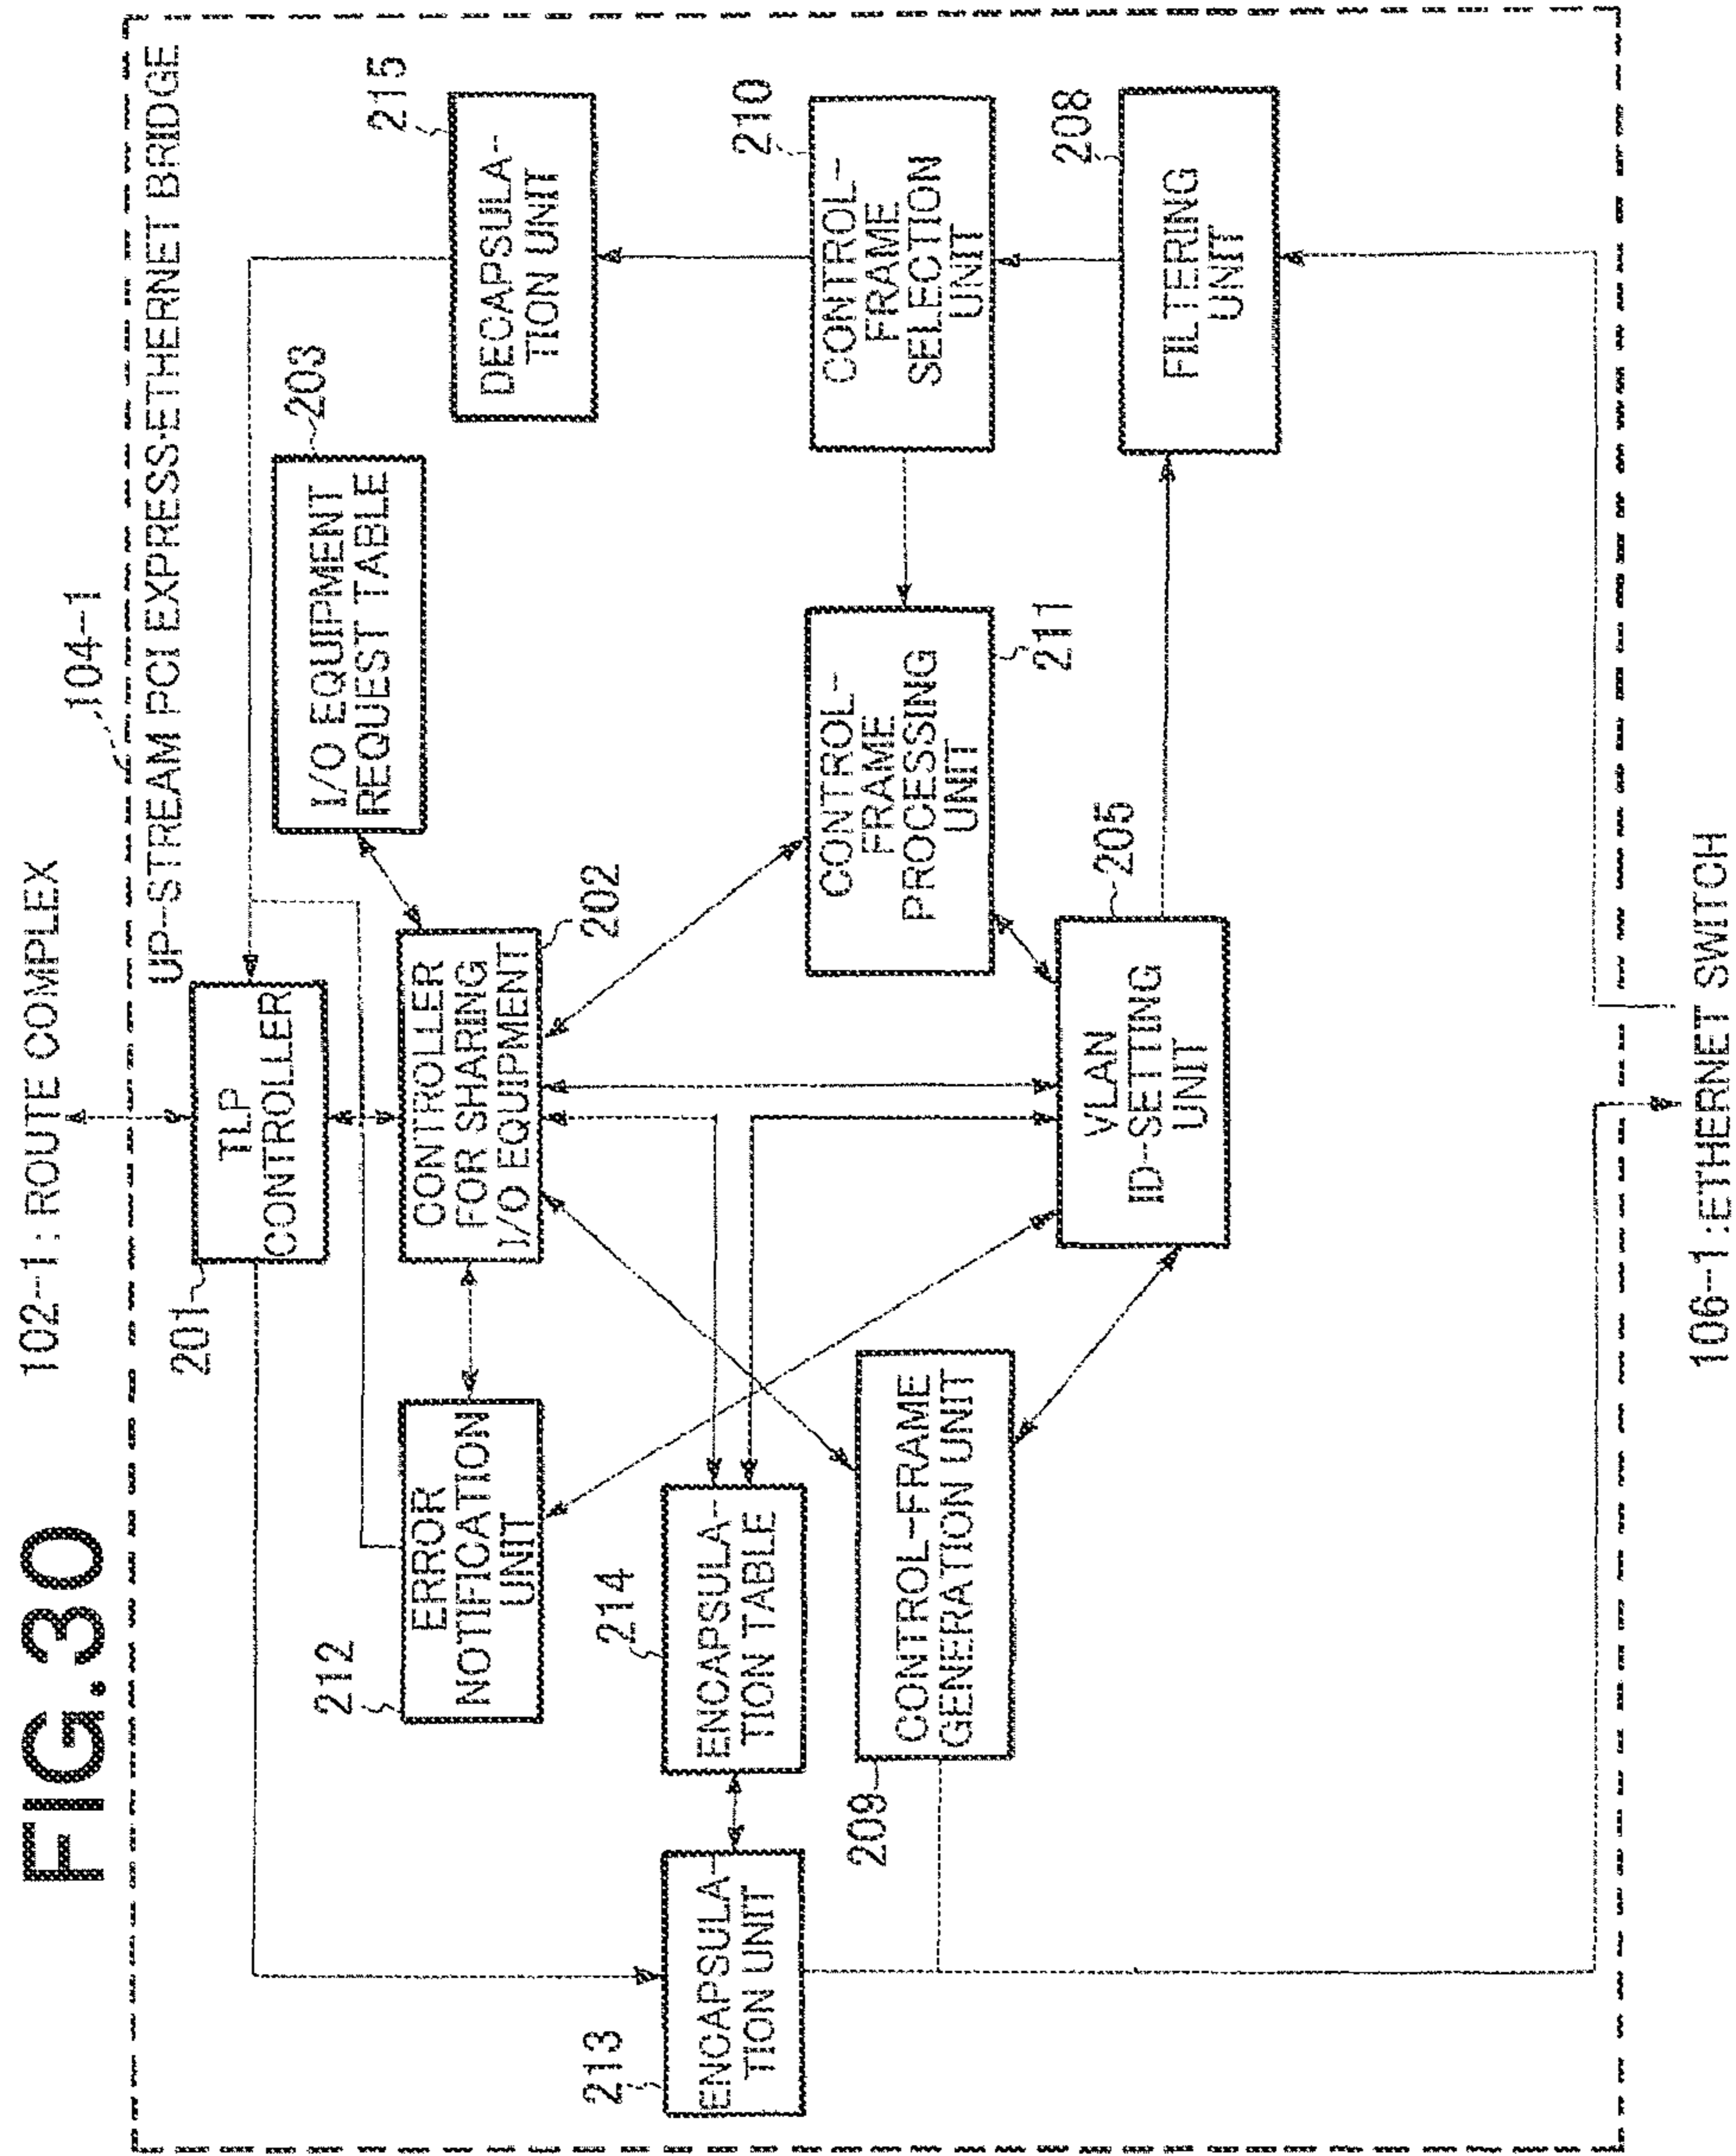 FIG.30
102-1: ROUTE COMPLEX
104-1
UP-STREAM PCI EXPRESS-ETHERNET BRIDGE
201
TLP
CONTROLLER
203
I/O EQUIPMENT
REQUEST TABLE
215
DECAPSULA-
TION UNIT
212
ERROR
NOTIFICATION
UNIT
CONTROLLER
FOR SHARING
I/O EQUIPMENT
202
213
ENCAPSULA-
TION UNIT
214
ENCAPSULA-
TION TABLE
CONTROL-
FRAME
PROCESSING
UNIT
211
210
CONTROL-
FRAME
SELECTION
UNIT
209
CONTROL-FRAME
GENERATION UNIT
205
VLAN
ID-SETTING
UNIT
208
FILTERING
UNIT
106-1:ETHERNET SWITCH